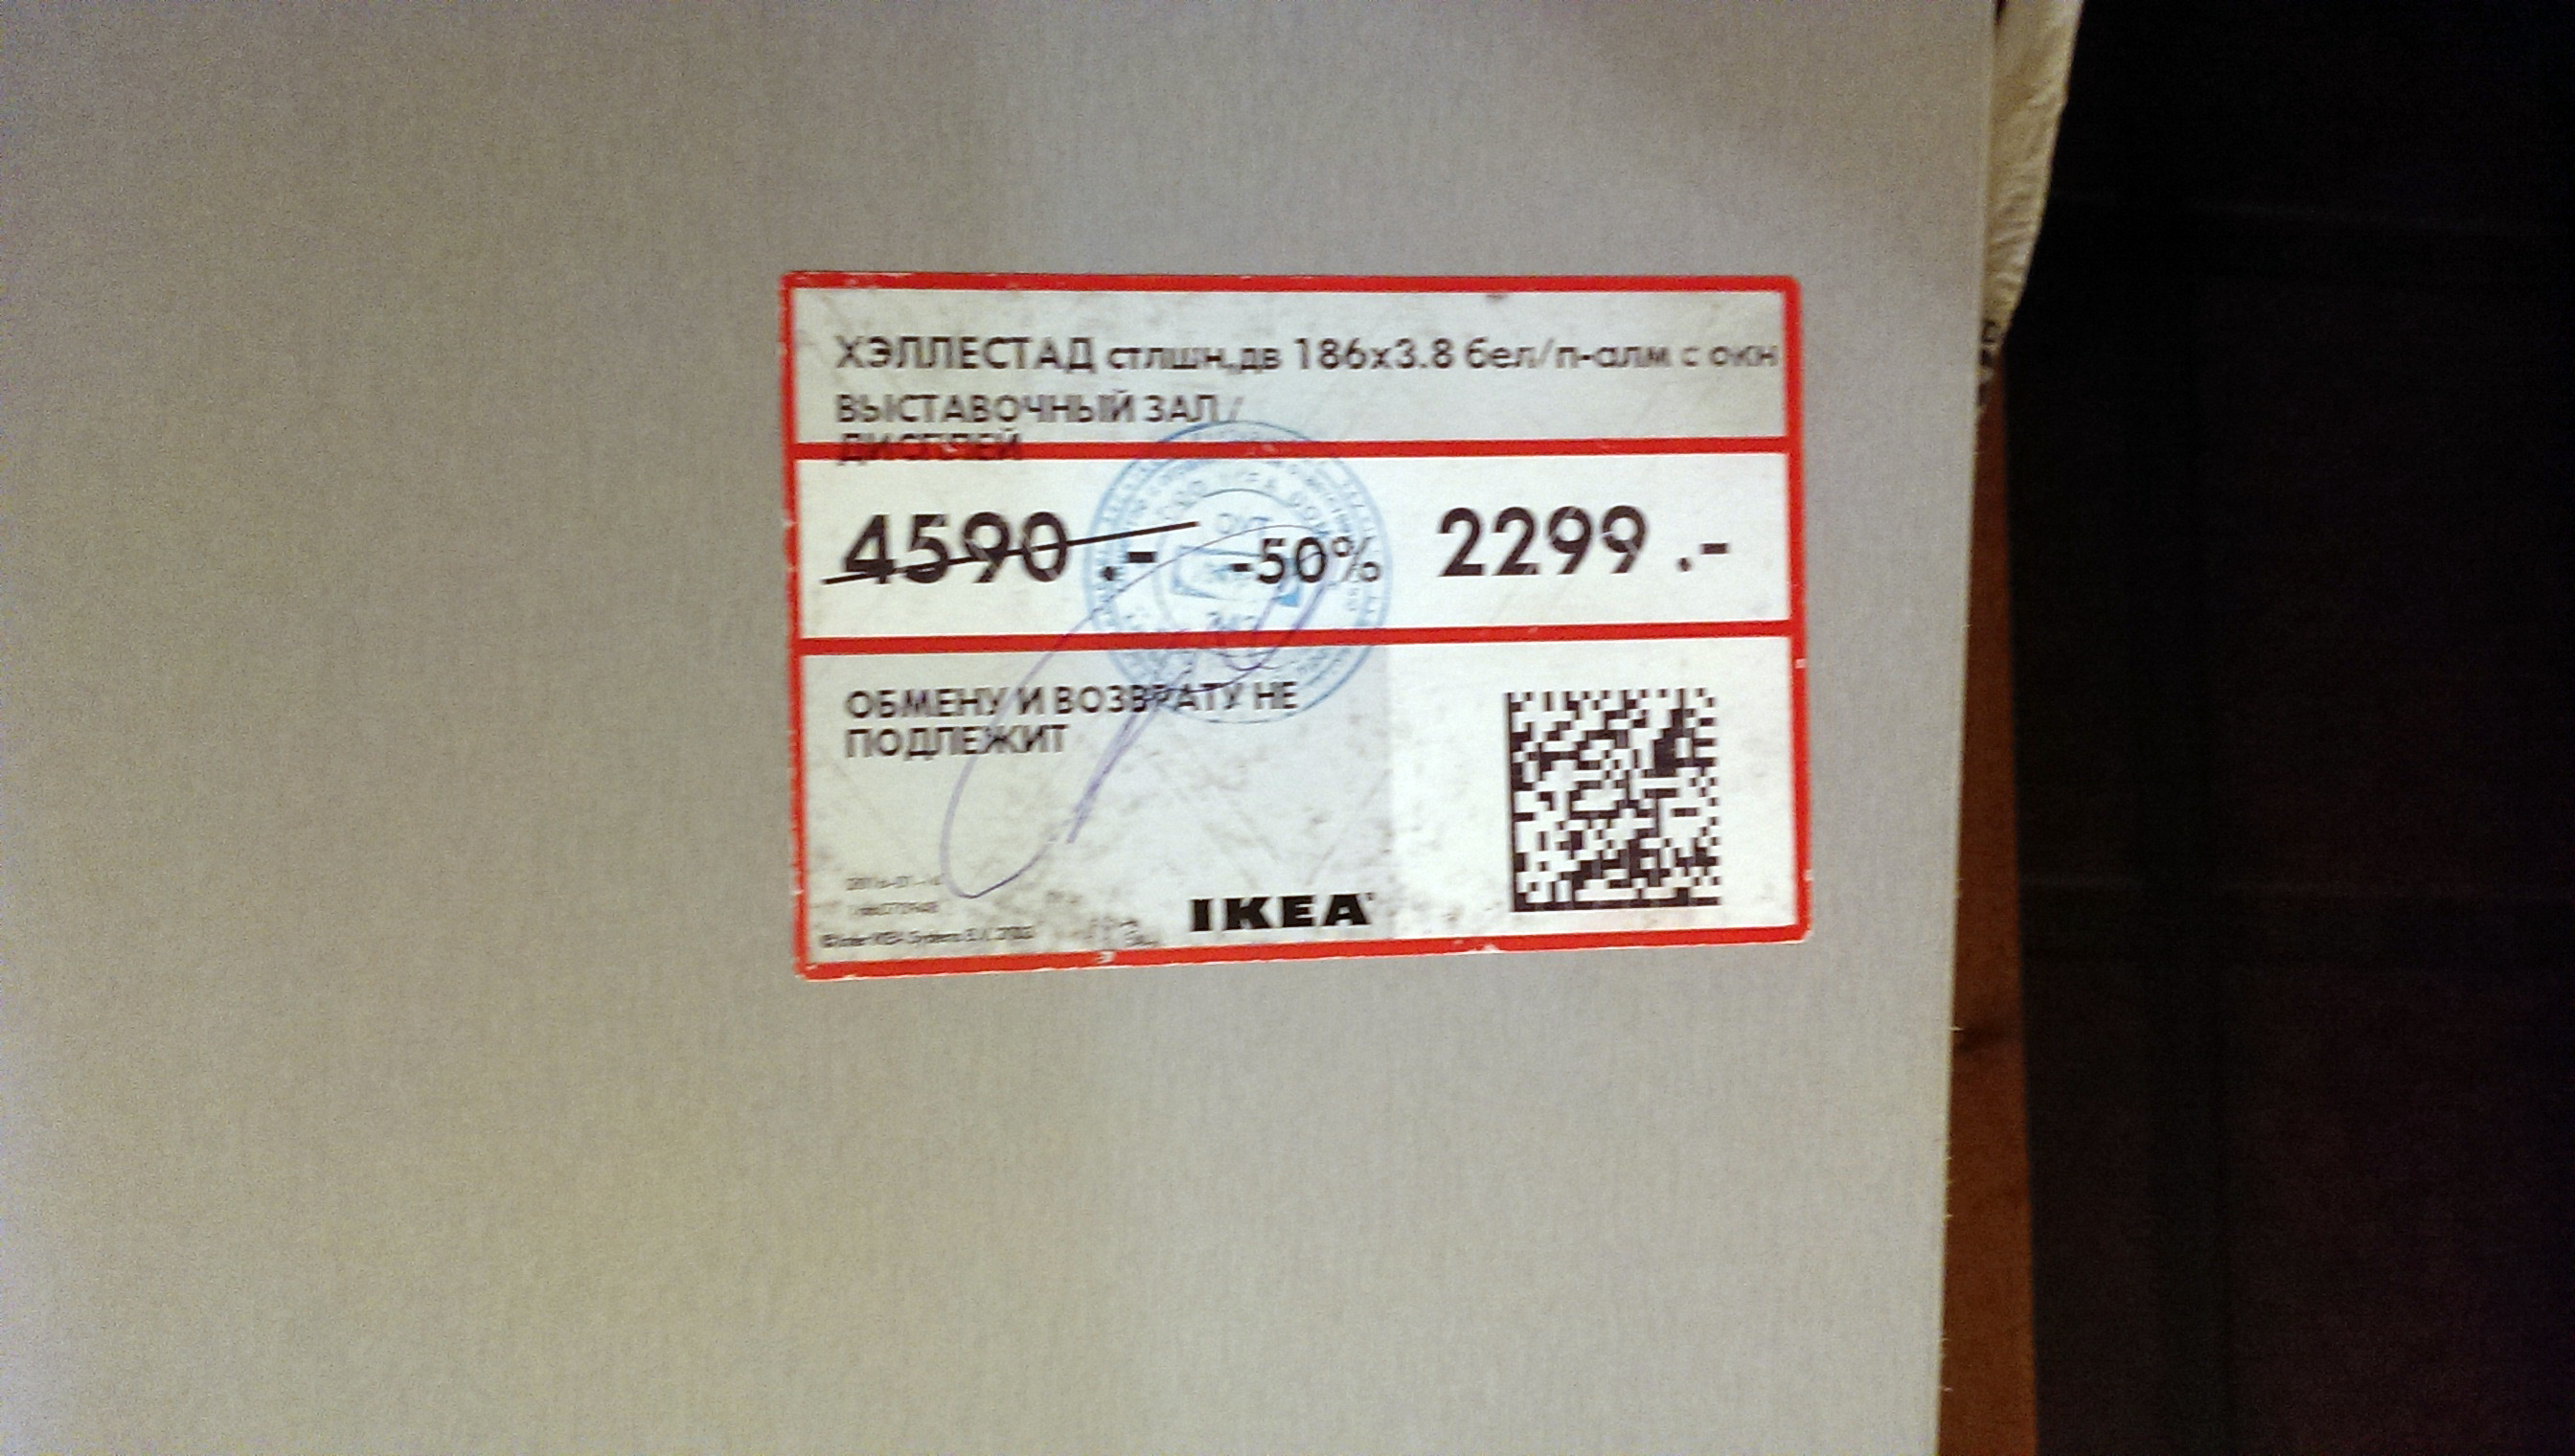 ХЭЛЛЕСТАД стлшн,дв 186x3.8 бел/п-алм с окн
ВЫСТАВОЧНЫЙ ЗАЛ /
ДИСПЛЕЙ
4590 .- -50% 2299 .-
ОБМЕНУ И ВОЗВРАТУ НЕ
ПОДЛЕЖИТ
IKEA